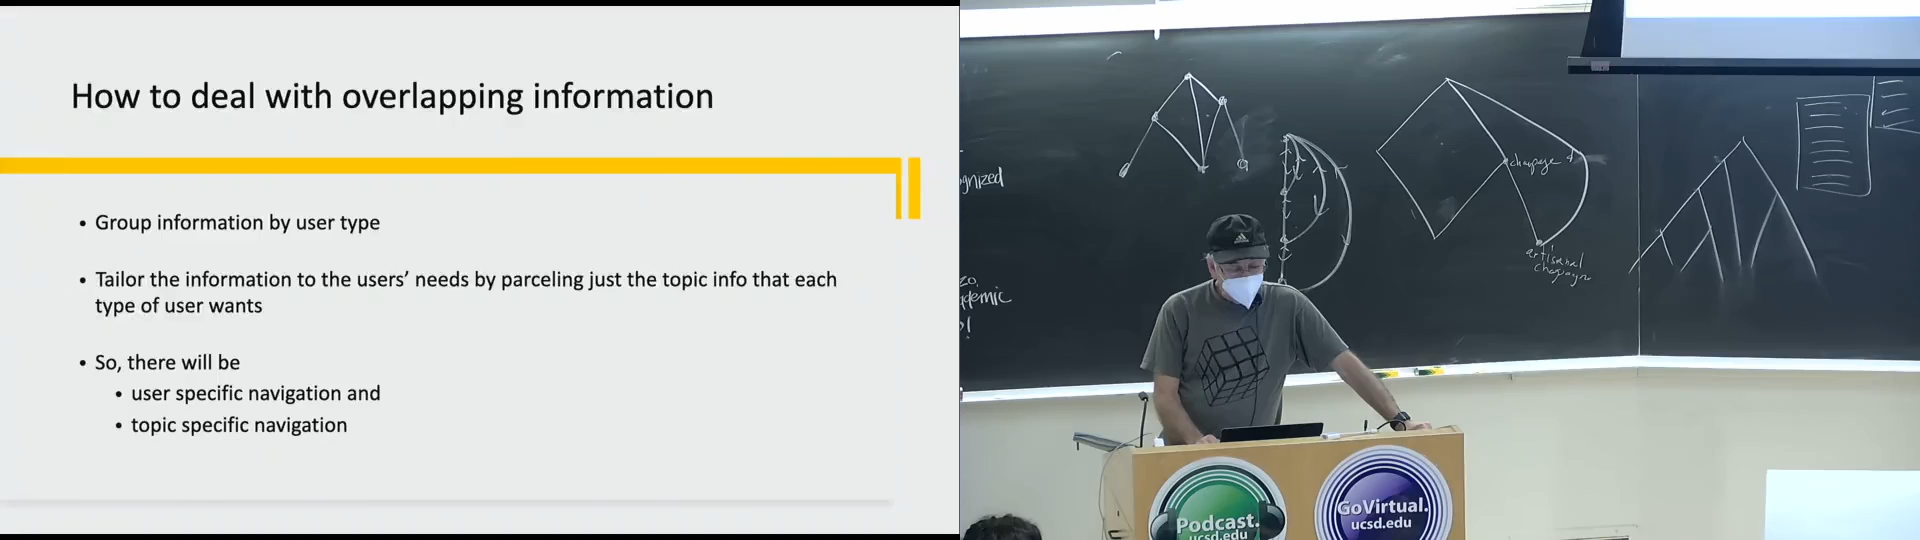 How to deal with overlapping information
• Group information by user type
• Tailor the information to the users' needs by parceling just the topic info that each
type of user wants
• So, there will be
• user specific navigation and
• topic specific navigation
gnized
zo,
demic
o!
artisanal
Podcast.
ucsd.edu
GoVirtual.
ucsd.edu